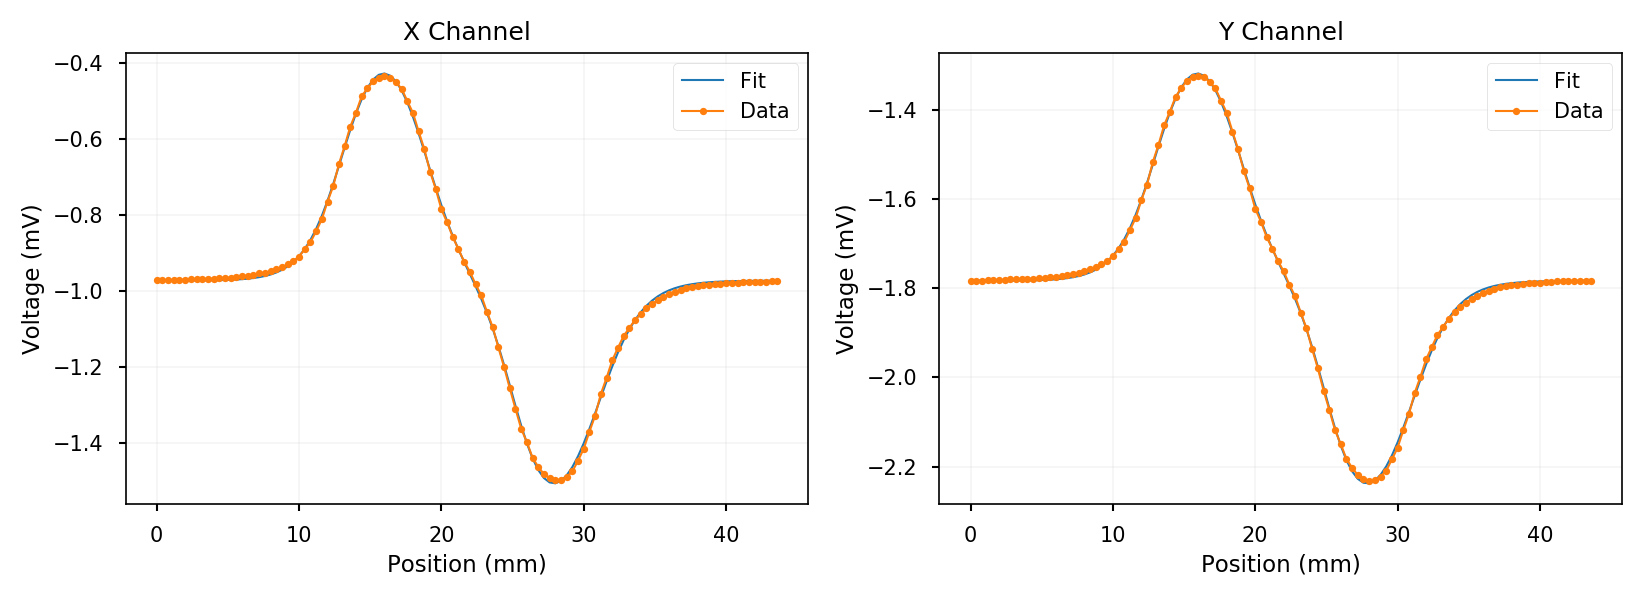 X Channel
Voltage (mV)
−0.4
−0.6
−0.8
−1.0
−1.2
−1.4
Fit
Data
0 10 20 30 40
Position (mm)
Y Channel
Voltage (mV)
−1.4
−1.6
−1.8
−2.0
−2.2
Fit
Data
0 10 20 30 40
Position (mm)